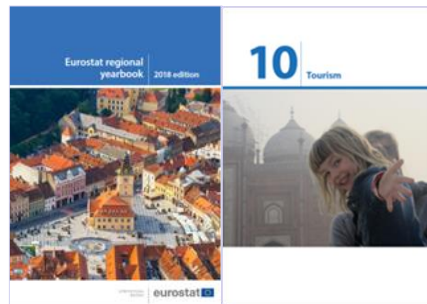 Eurostat regional
yearbook
2018 edition
eurostat
10
Tourism